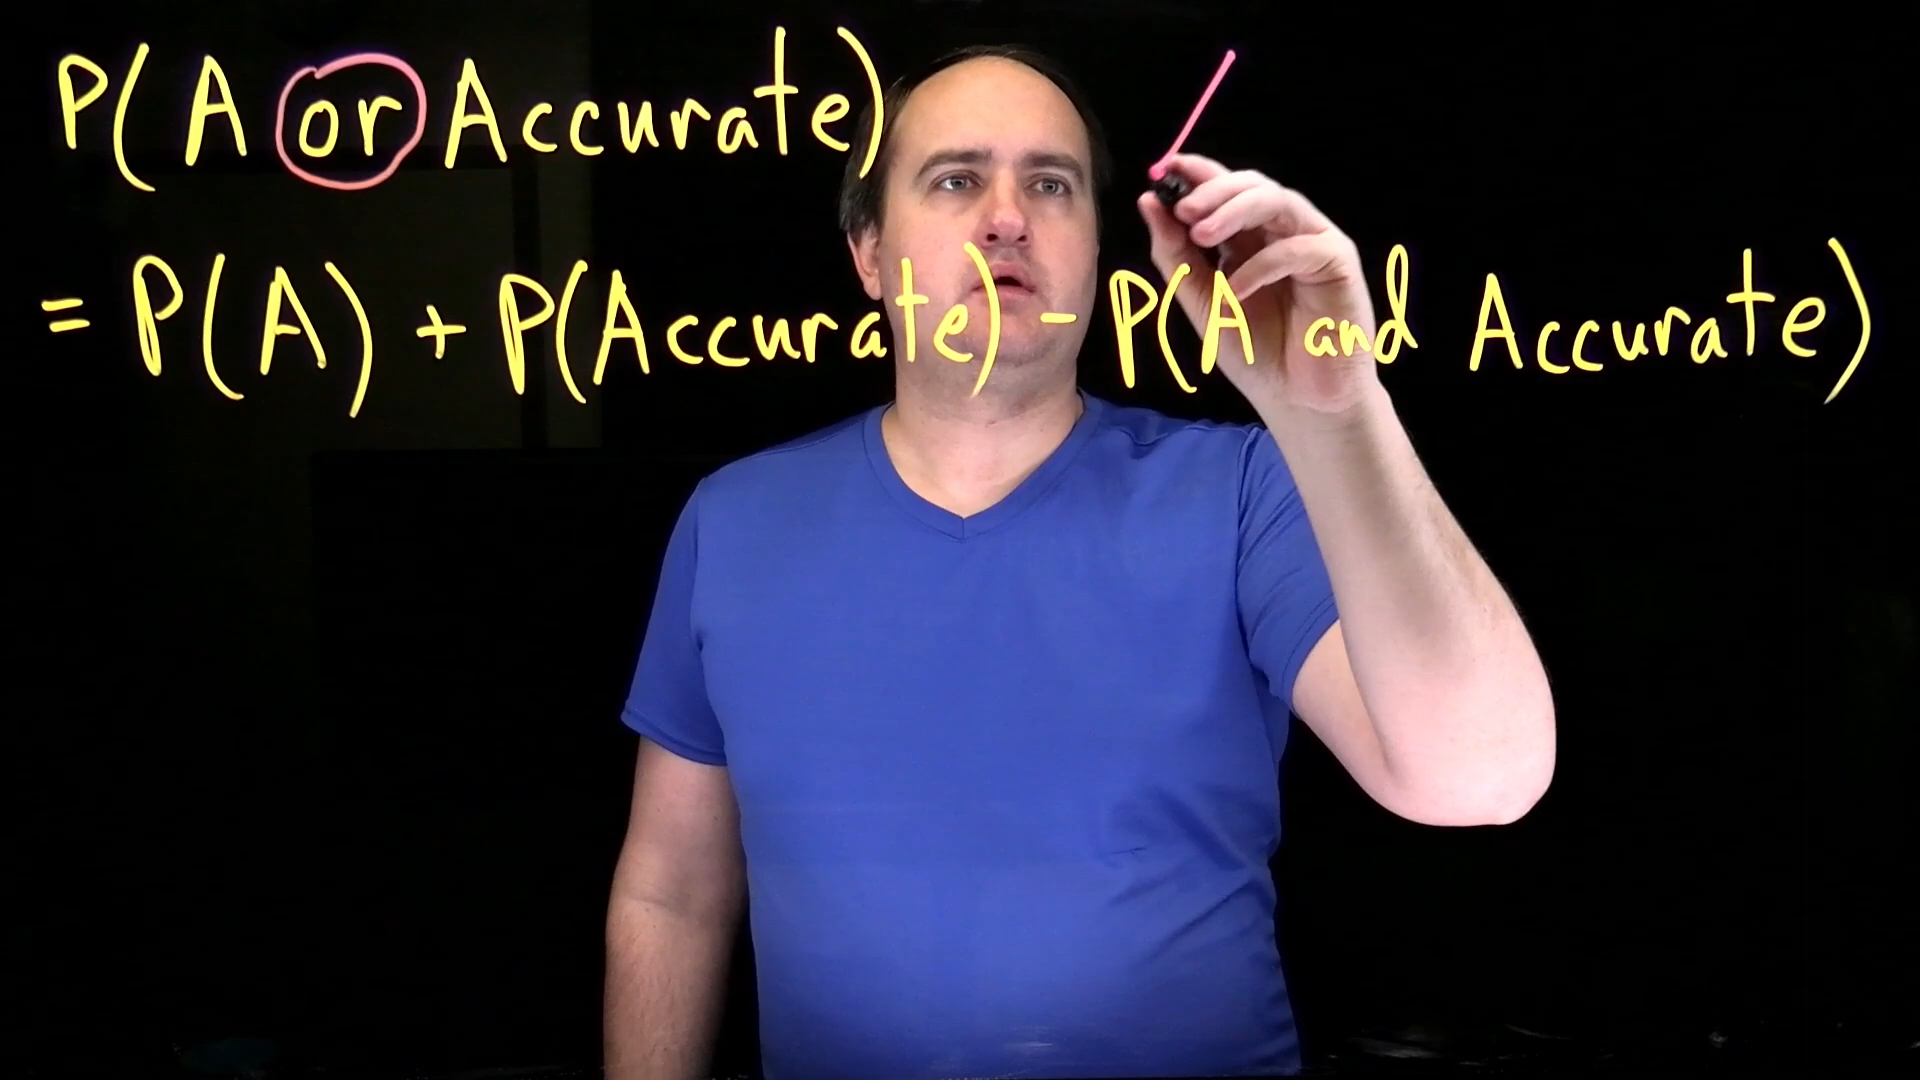 P(A or Accurate)
= P(A) + P(Accurate) - P(A and Accurate)